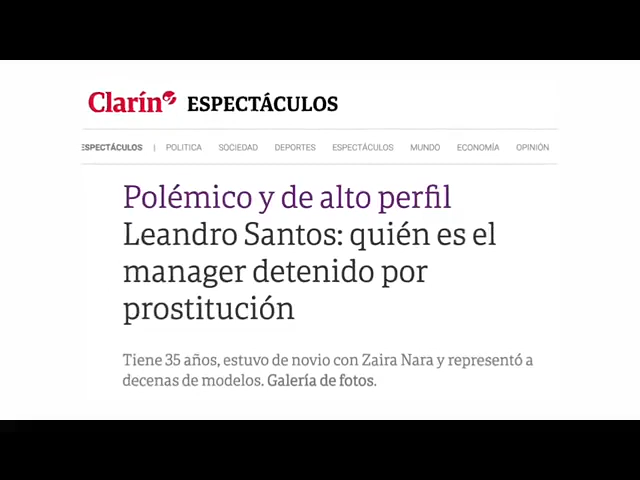 Clarín ESPECTÁCULOS
ESPECTÁCULOS | POLITICA SOCIEDAD DEPORTES ESPECTÁCULOS MUNDO ECONOMÍA OPINIÓN
Polémico y de alto perfil
Leandro Santos: quién es el
manager detenido por
prostitución
Tiene 35 años, estuvo de novio con Zaira Nara y representó a
decenas de modelos. Galería de fotos.